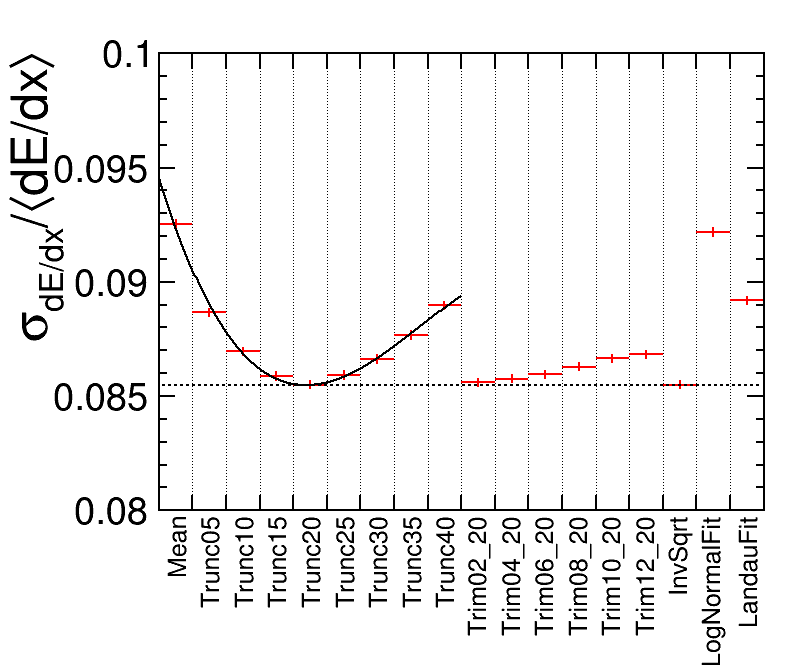 σdE/dx/⟨dE/dx⟩
0.1
0.095
0.09
0.085
0.08
Mean
Trunc05
Trunc10
Trunc15
Trunc20
Trunc25
Trunc30
Trunc35
Trunc40
Trim02_20
Trim04_20
Trim06_20
Trim08_20
Trim10_20
Trim12_20
InvSqrt
LogNormalFit
LandauFit